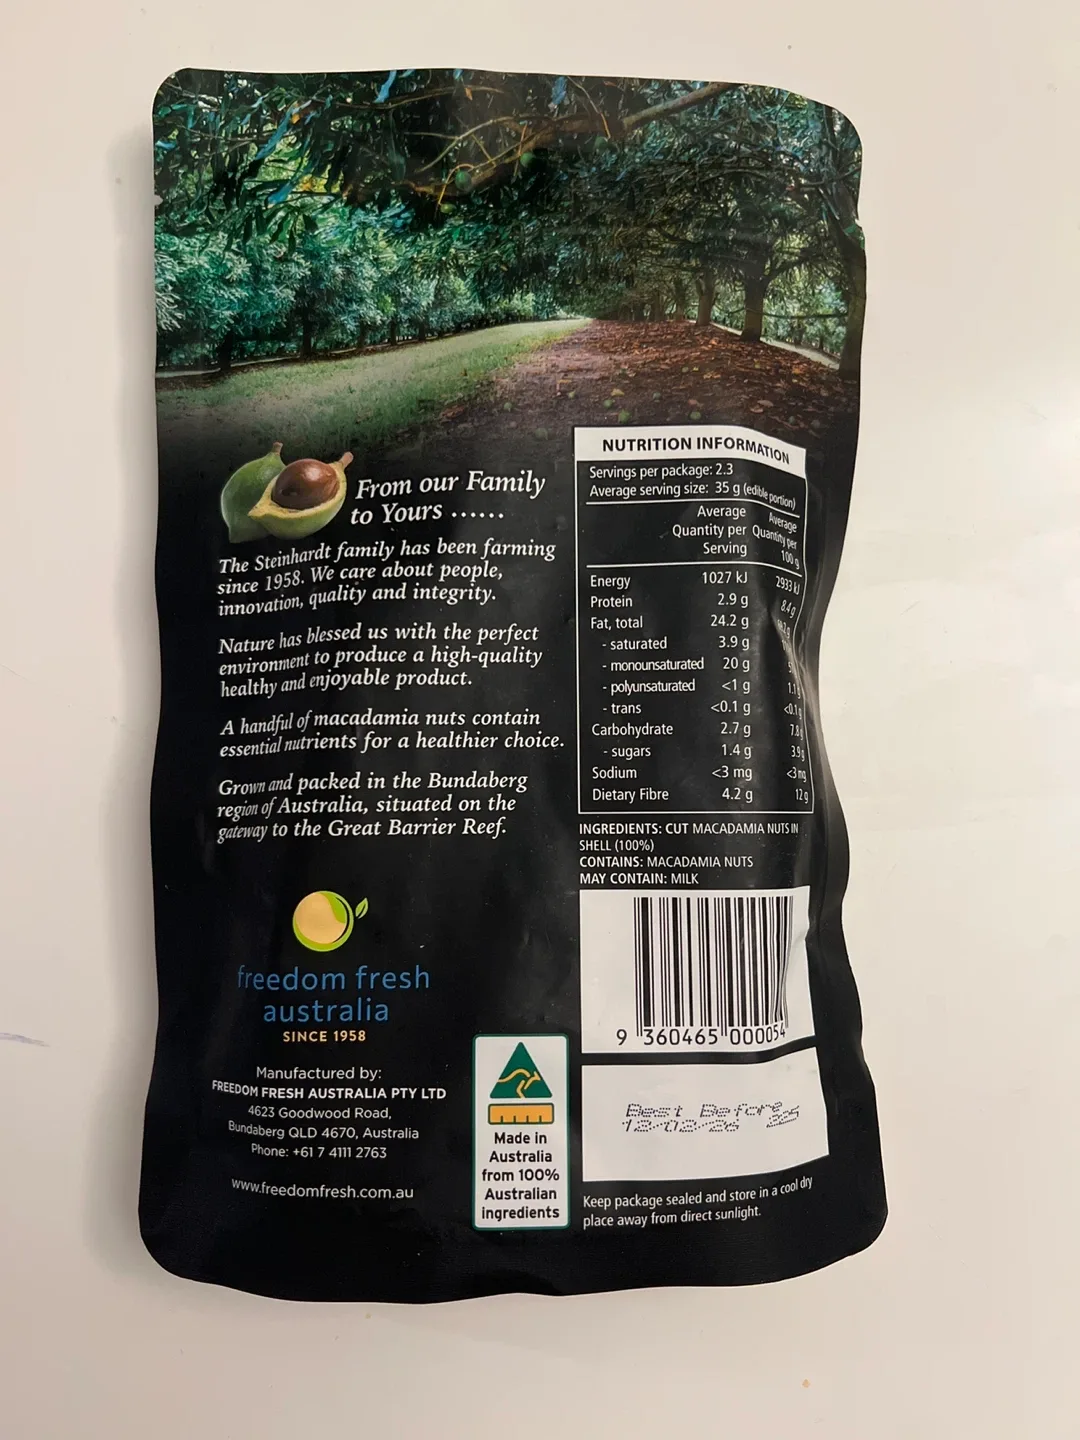 From our Family
to Yours ......
The Steinhardt family has been farming
since 1958. We care about people,
innovation, quality and integrity.
Nature has blessed us with the perfect
environment to produce a high-quality
healthy and enjoyable product.
A handful of macadamia nuts contain
essential nutrients for a healthier choice.
Grown and packed in the Bundaberg
region of Australia, situated on the
gateway to the Great Barrier Reef.
freedom fresh
australia
SINCE 1958
Manufactured by:
FREEDOM FRESH AUSTRALIA PTY LTD
4623 Goodwood Road,
Bundaberg QLD 4670, Australia
Phone: +61 7 4111 2763
www.freedomfresh.com.au
Made in
Australia
from 100%
Australian
ingredients
NUTRITION INFORMATION
Servings per package: 2.3
Average serving size: 35 g (edible portion)
Average Average
Quantity per Quantity per
Serving 100 g
Energy 1027 kJ 2933 kJ
Protein 2.9 g 8.4 g
Fat, total 24.2 g
- saturated 3.9 g
- monounsaturated 20 g
- polyunsaturated <1 g 1.1 g
- trans <0.1 g <0.1 g
Carbohydrate 2.7 g 7.8 g
- sugars 1.4 g 3.9 g
Sodium <3 mg <3 mg
Dietary Fibre 4.2 g 12 g
INGREDIENTS: CUT MACADAMIA NUTS IN
SHELL (100%)
CONTAINS: MACADAMIA NUTS
MAY CONTAIN: MILK
9 360465 000054
Best Before
12/02/26 225
Keep package sealed and store in a cool dry
place away from direct sunlight.